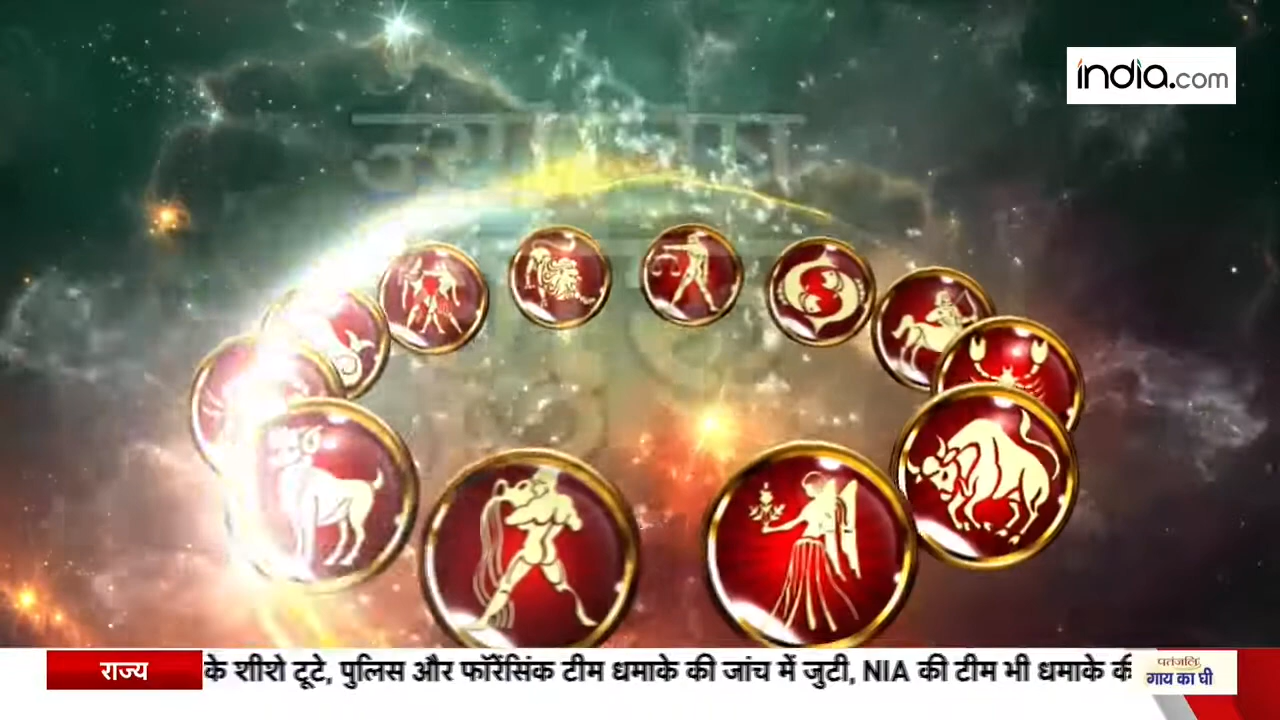 india.com
राज्य
के शीशे टूटे, पुलिस और फॉरेंसिक टीम धमाके की जांच में जुटी, NIA की टीम भी धमाके की
पतंजलि
गाय का घी